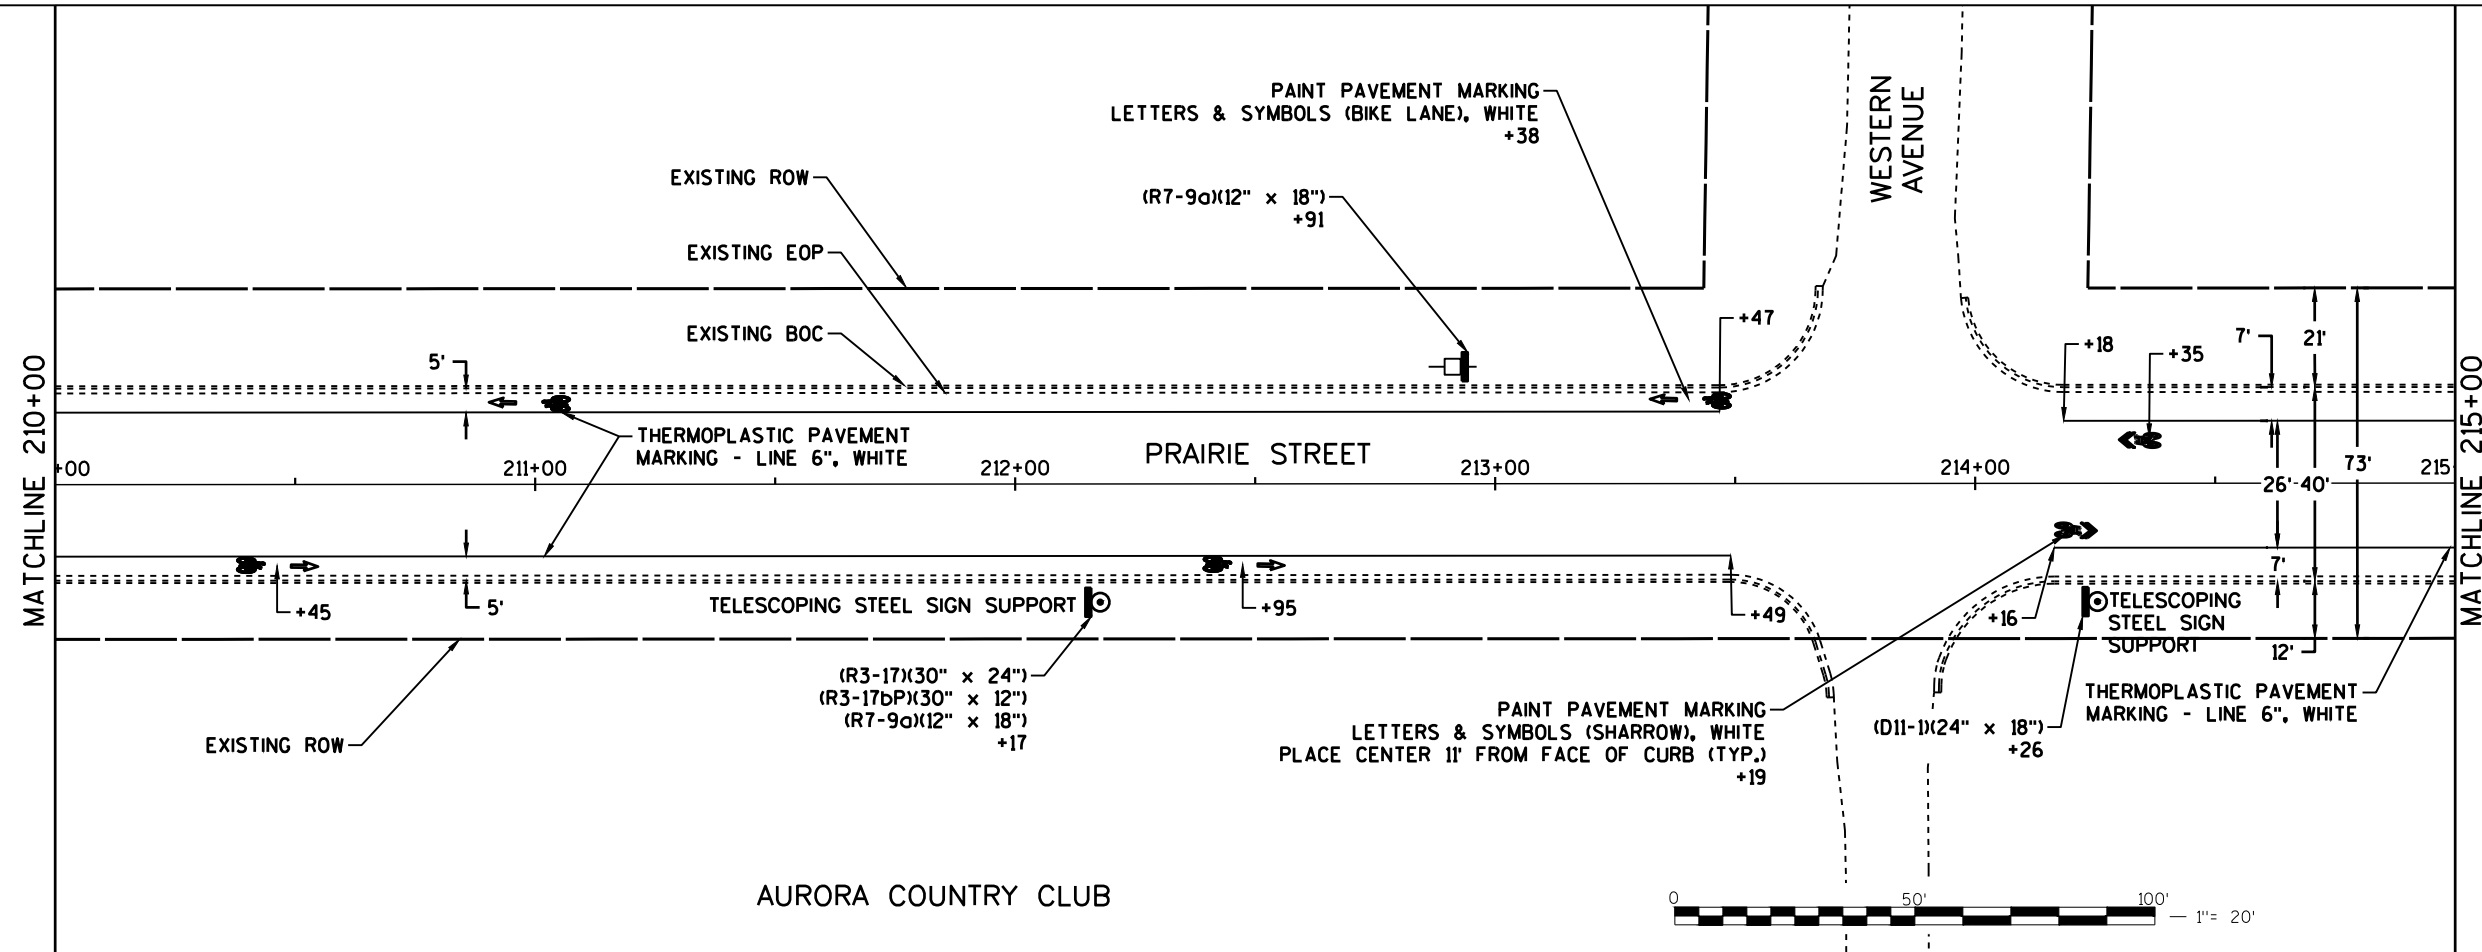 PAINT PAVEMENT MARKING
LETTERS & SYMBOLS (BIKE LANE), WHITE
+38
WESTERN
AVENUE
EXISTING ROW
(R7-9a)(12" x 18")
+91
EXISTING EOP
EXISTING BOC
+47
+18
+35
7'
21'
5'
THERMOPLASTIC PAVEMENT
MARKING - LINE 6", WHITE
PRAIRIE STREET
MATCHLINE 210+00
+00
211+00
212+00
213+00
214+00
215
MATCHLINE 215+00
73'
26'
40'
7'
+45
5'
TELESCOPING STEEL SIGN SUPPORT
+95
+49
+16
TELESCOPING
STEEL SIGN
SUPPORT
12'
(R3-17)(30" x 24")
(R3-17bP)(30" x 12")
(R7-9a)(12" x 18")
+17
EXISTING ROW
PAINT PAVEMENT MARKING
LETTERS & SYMBOLS (SHARROW), WHITE
PLACE CENTER 11' FROM FACE OF CURB (TYP.)
+19
(D11-1)(24" x 18")
+26
THERMOPLASTIC PAVEMENT
MARKING - LINE 6", WHITE
AURORA COUNTRY CLUB
0 50' 100'
1"= 20'